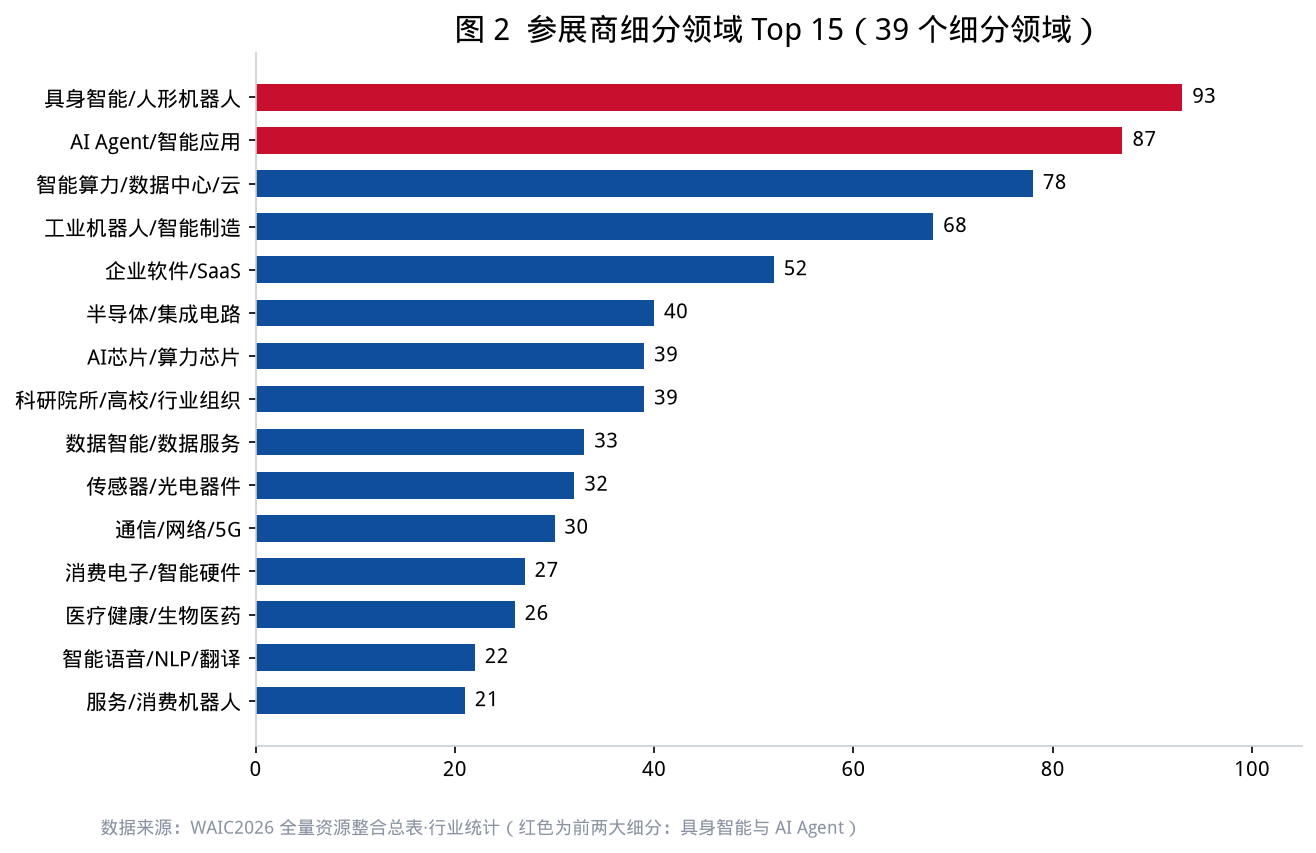 图 2 参展商细分领域 Top 15（39 个细分领域）
具身智能/人形机器人 93
AI Agent/智能应用 87
智能算力/数据中心/云 78
工业机器人/智能制造 68
企业软件/SaaS 52
半导体/集成电路 40
AI芯片/算力芯片 39
科研院所/高校/行业组织 39
数据智能/数据服务 33
传感器/光电器件 32
通信/网络/5G 30
消费电子/智能硬件 27
医疗健康/生物医药 26
智能语音/NLP/翻译 22
服务/消费机器人 21
0 20 40 60 80 100
数据来源：WAIC2026 全量资源整合总表·行业统计（红色为前两大细分：具身智能与 AI Agent）